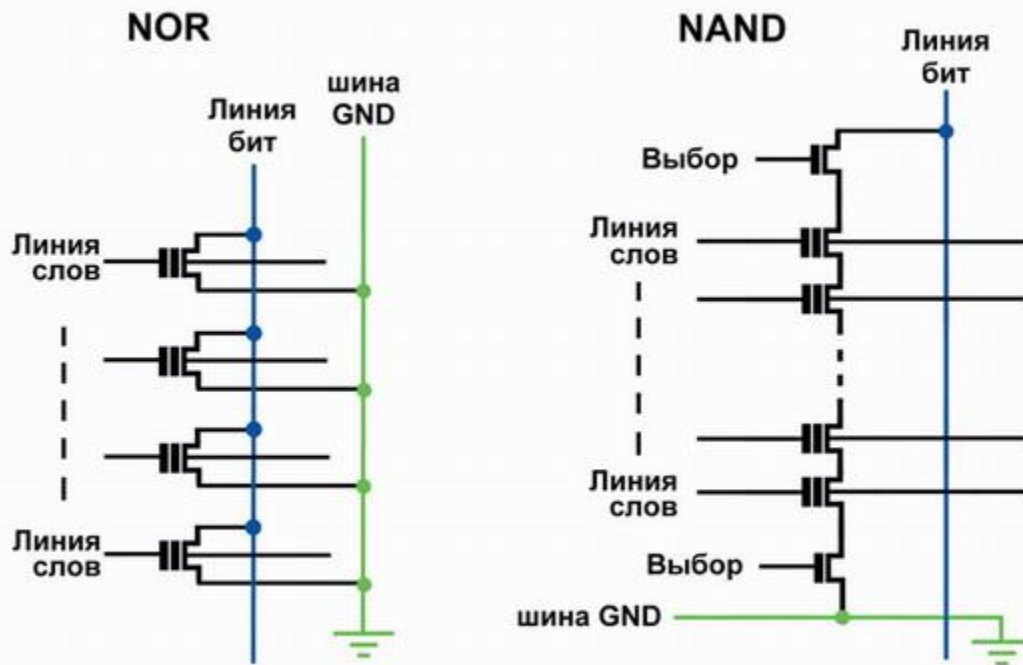 NOR
шина
GND
Линия
бит
Линия
слов
Линия
слов
NAND
Линия
бит
Выбор
Линия
слов
Линия
слов
Выбор
шина GND